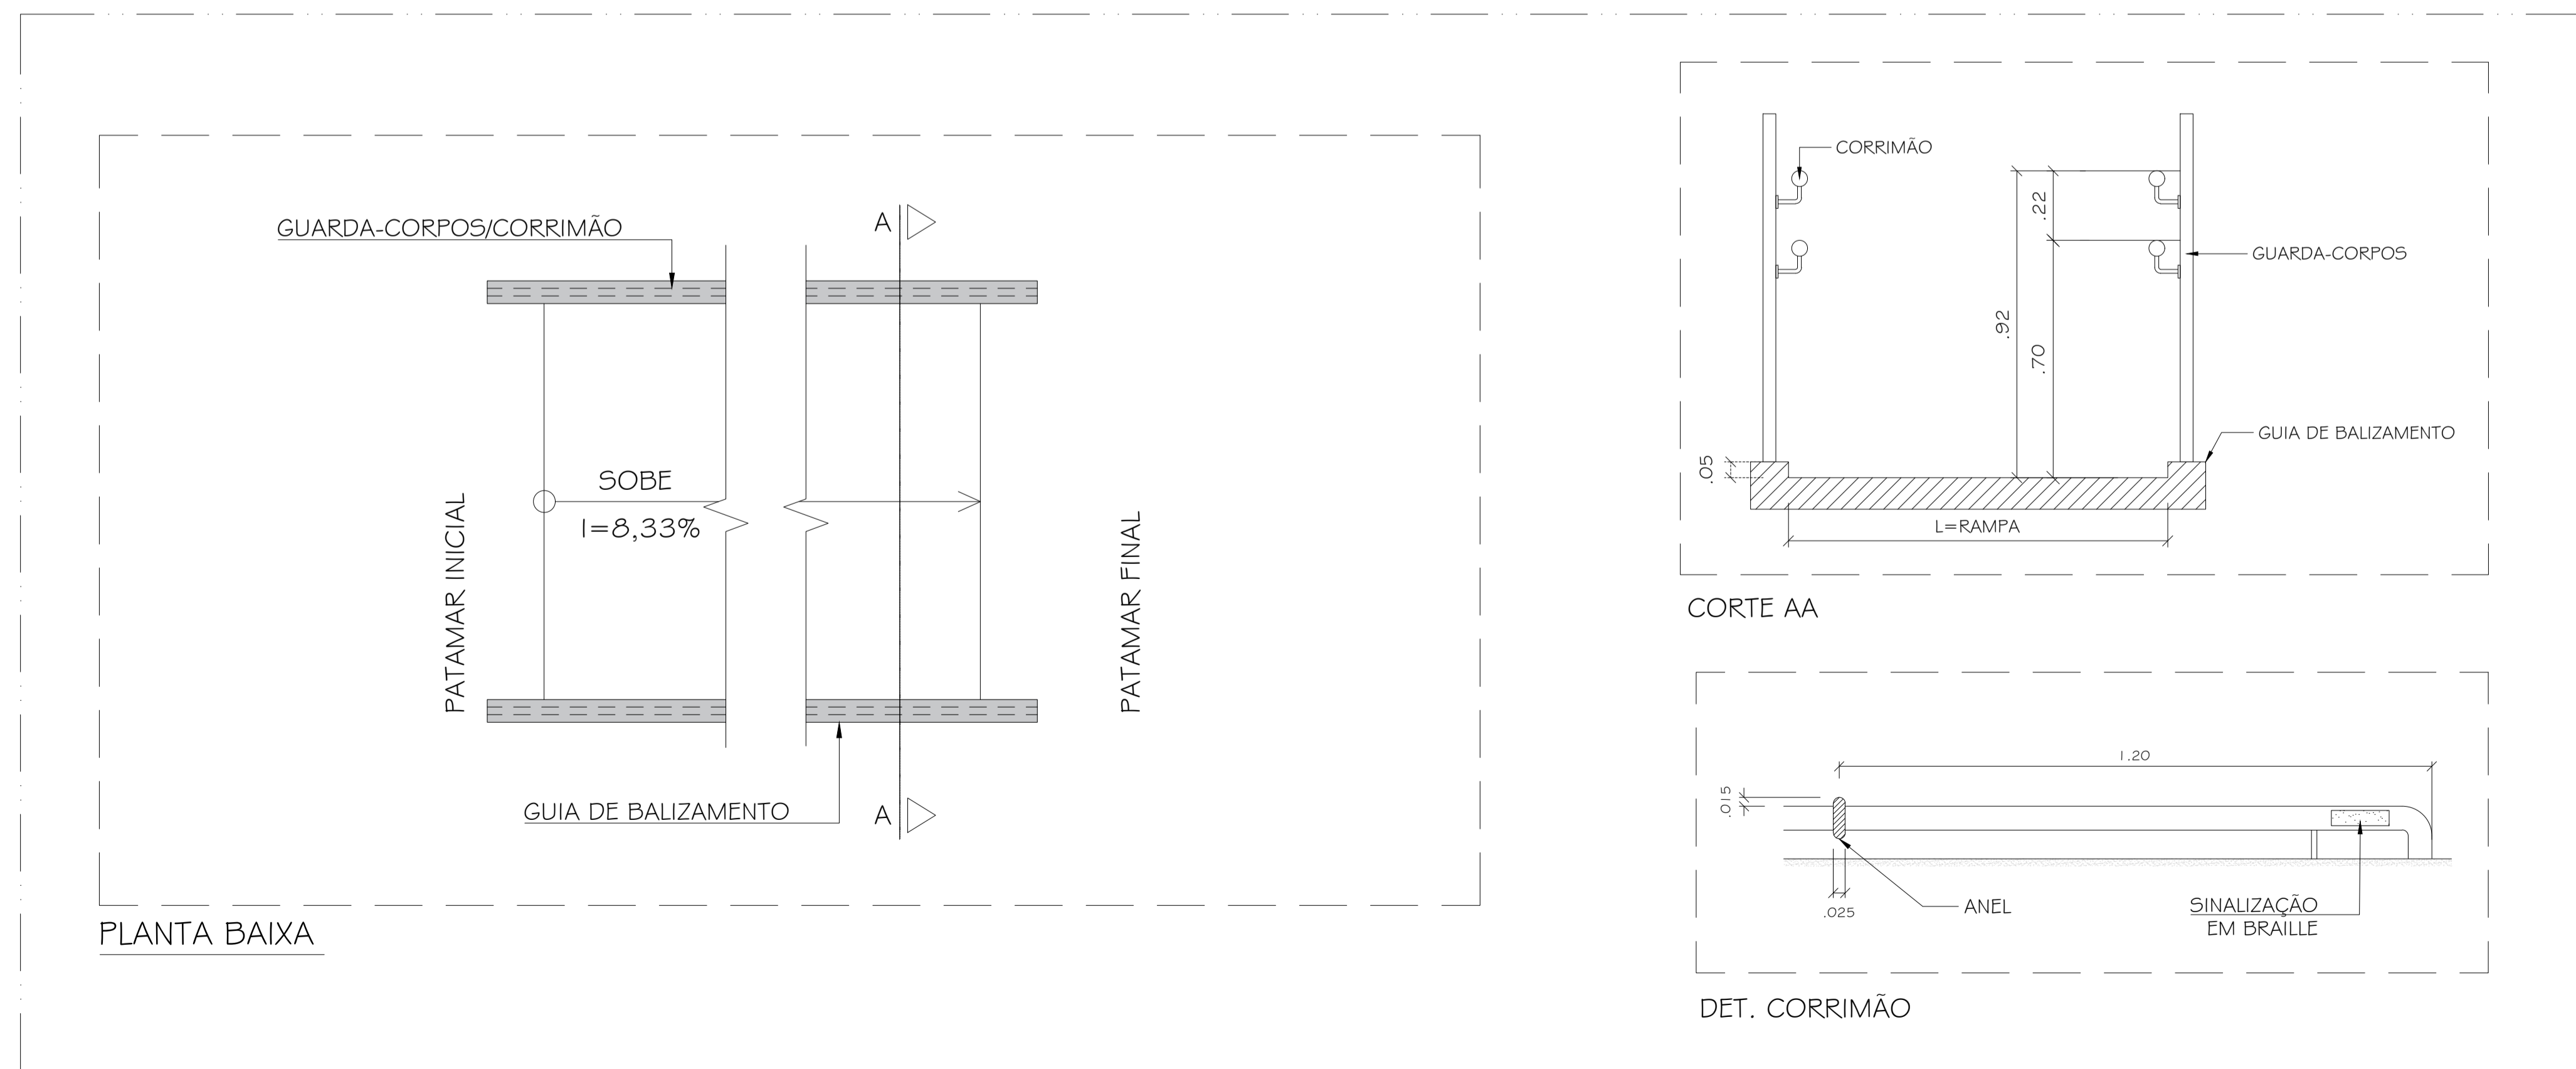 GUARDA-CORPOS/CORRIMÃO
A
SOBE
I=8,33%
PATAMAR INICIAL
PATAMAR FINAL
GUIA DE BALIZAMENTO
A
PLANTA BAIXA
CORRIMÃO
.22
GUARDA-CORPOS
.92
.70
GUIA DE BALIZAMENTO
.05
L=RAMPA
CORTE AA
1.20
.015
.025
ANEL
SINALIZAÇÃO
EM BRAILLE
DET. CORRIMÃO